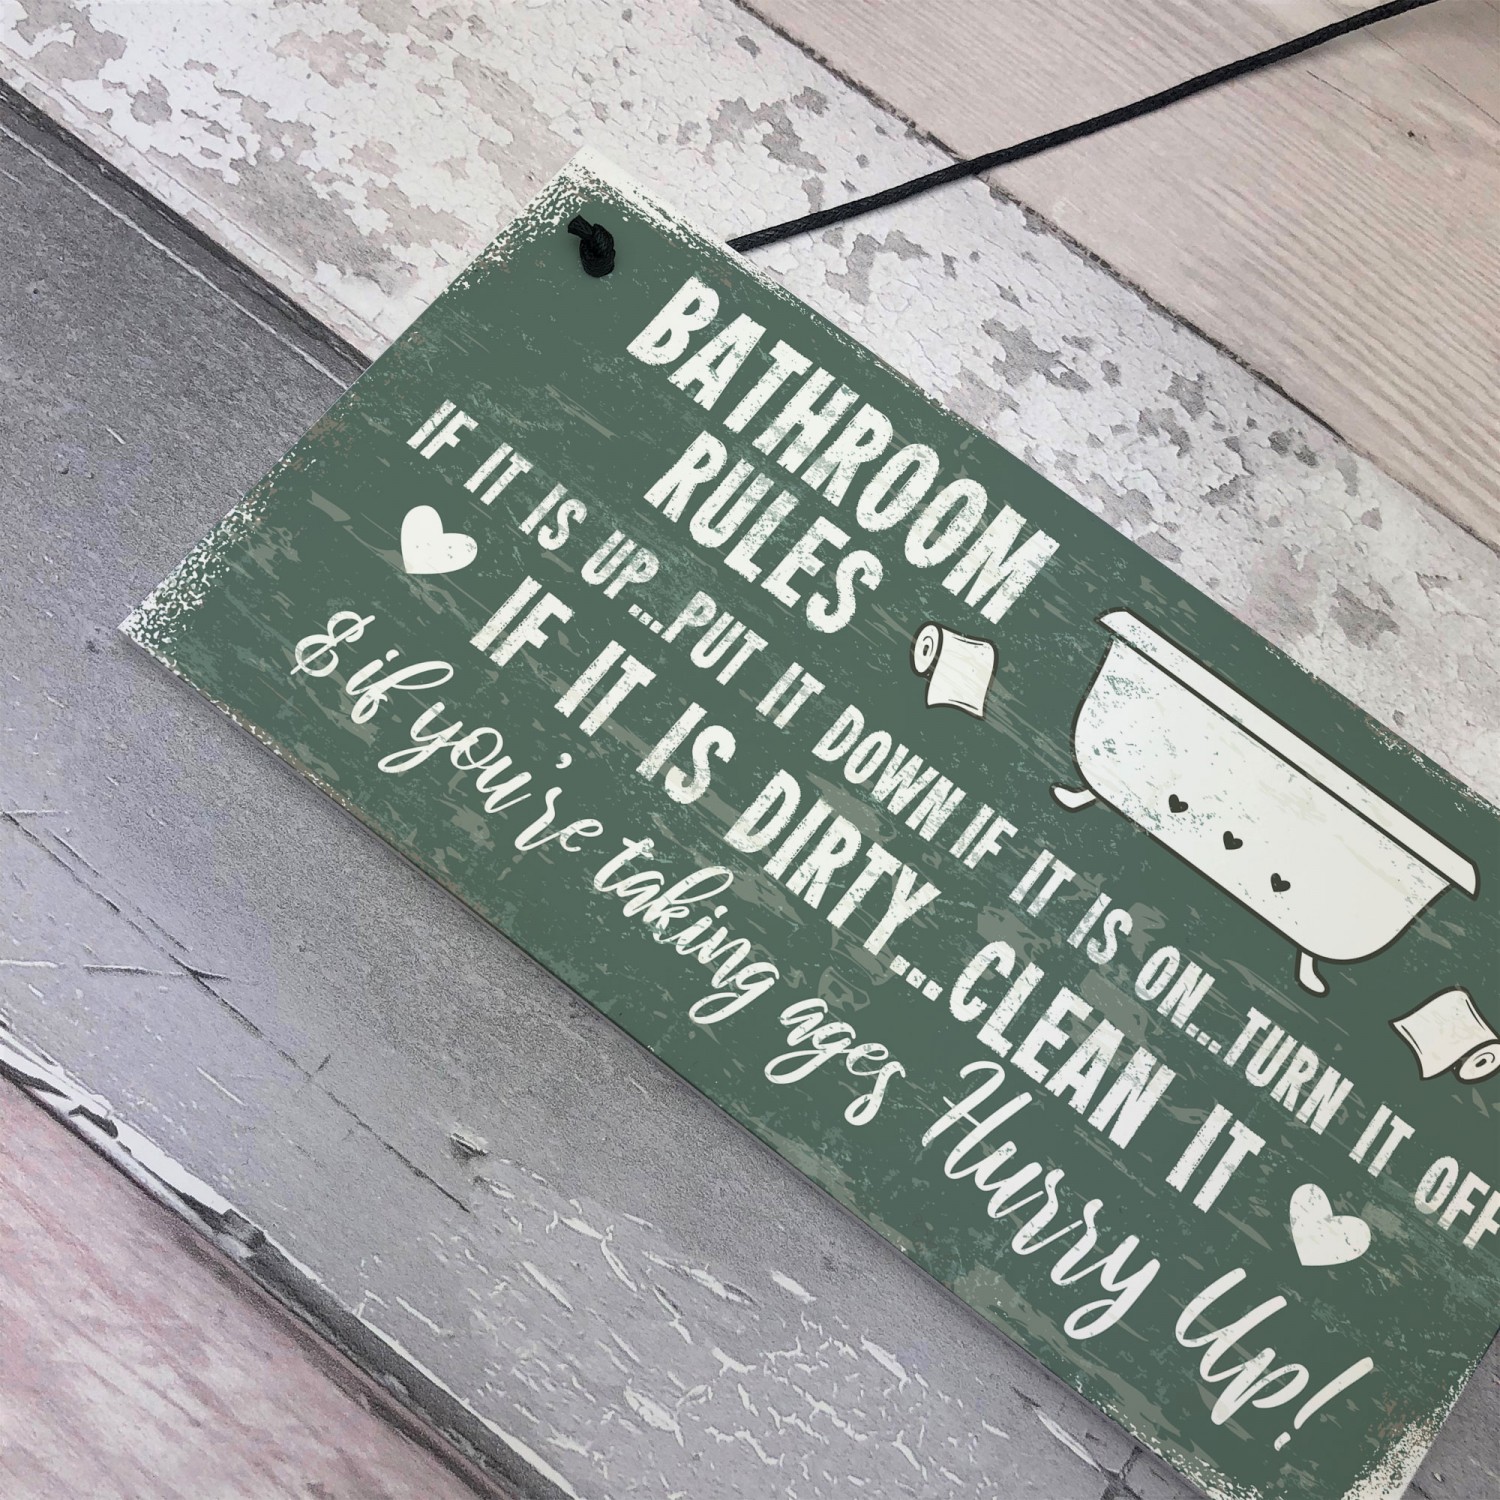 BATHROOM
RULES
IF IT IS UP...PUT IT DOWN IF IT IS ON...TURN IT OFF
IF IT IS DIRTY...CLEAN IT
& if you're taking ages Hurry Up!